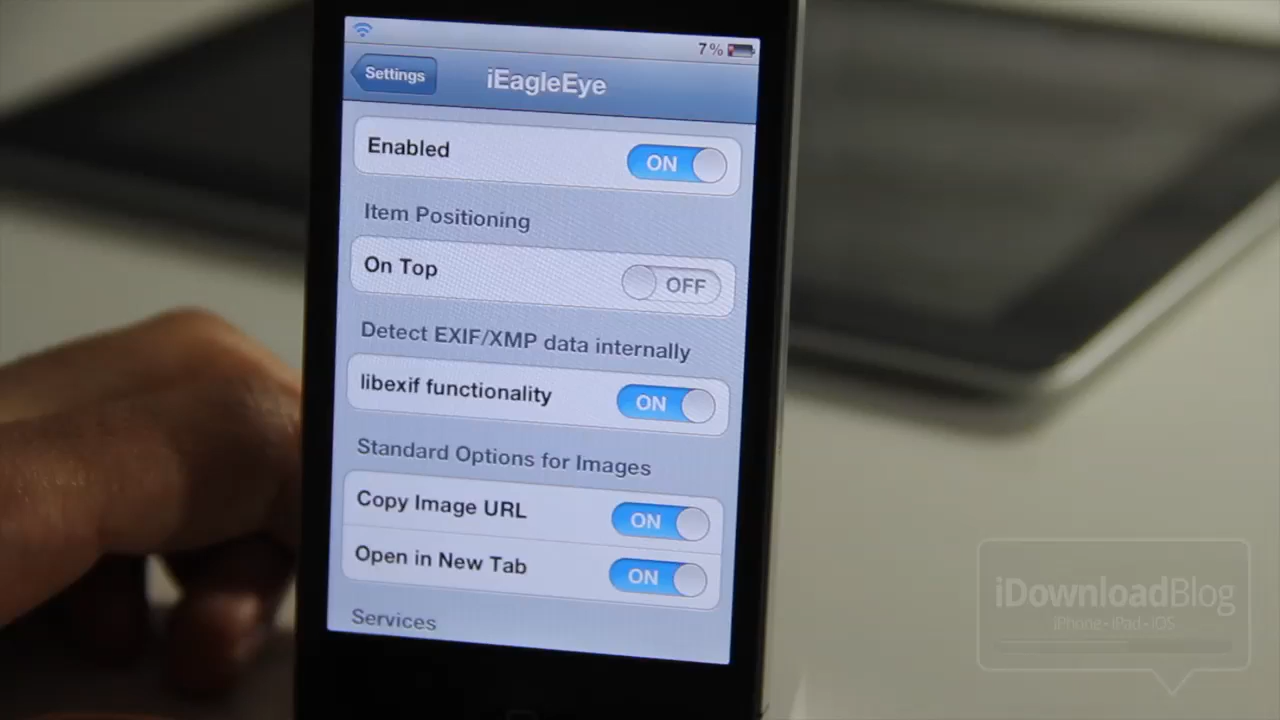 7%
Settings
iEagleEye
Enabled
ON
Item Positioning
On Top
OFF
Detect EXIF/XMP data internally
libexif functionality
ON
Standard Options for Images
Copy Image URL
ON
Open in New Tab
ON
Services
iDownloadBlog
iPhone - iPad - iOS